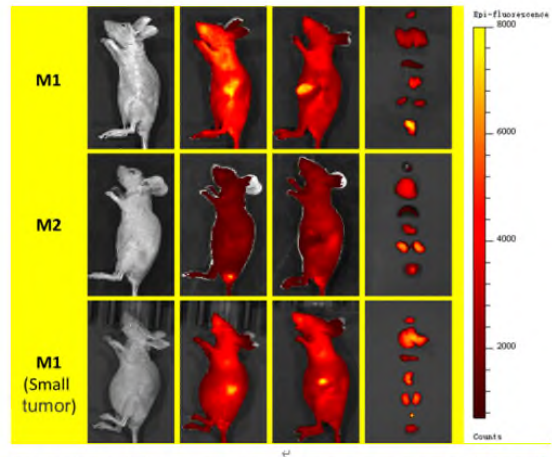 Epi-fluorescence
8000
M1
6000
M2
4000
M1
(Small
tumor)
2000
Counts
↵